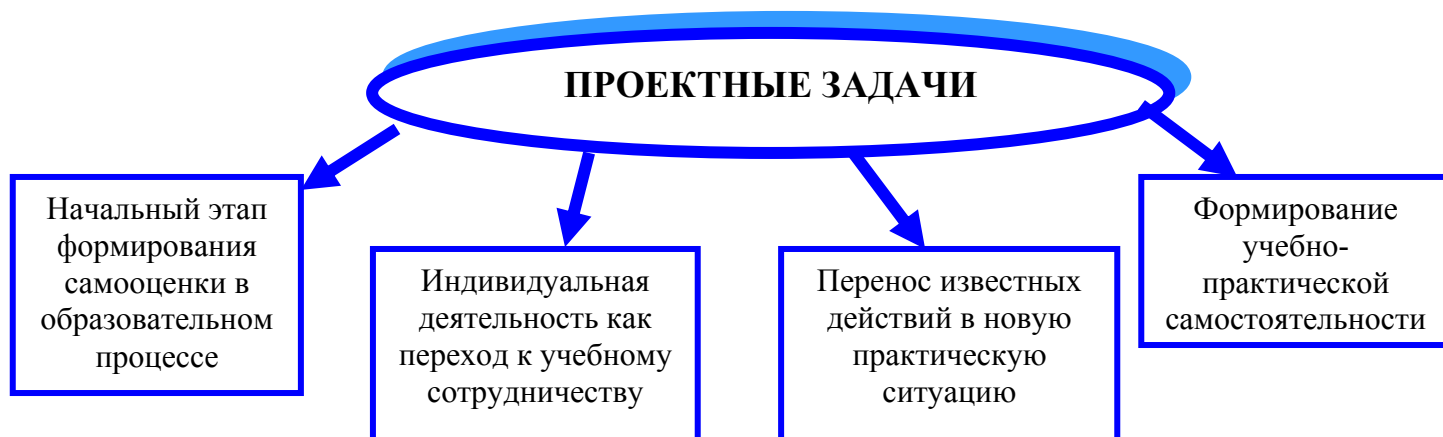 ПРОЕКТНЫЕ ЗАДАЧИ
Начальный этап
формирования
самооценки в
образовательном
процессе
Индивидуальная
деятельность как
переход к учебному
сотрудничеству
Перенос известных
действий в новую
практическую
ситуацию
Формирование
учебно-
практической
самостоятельности